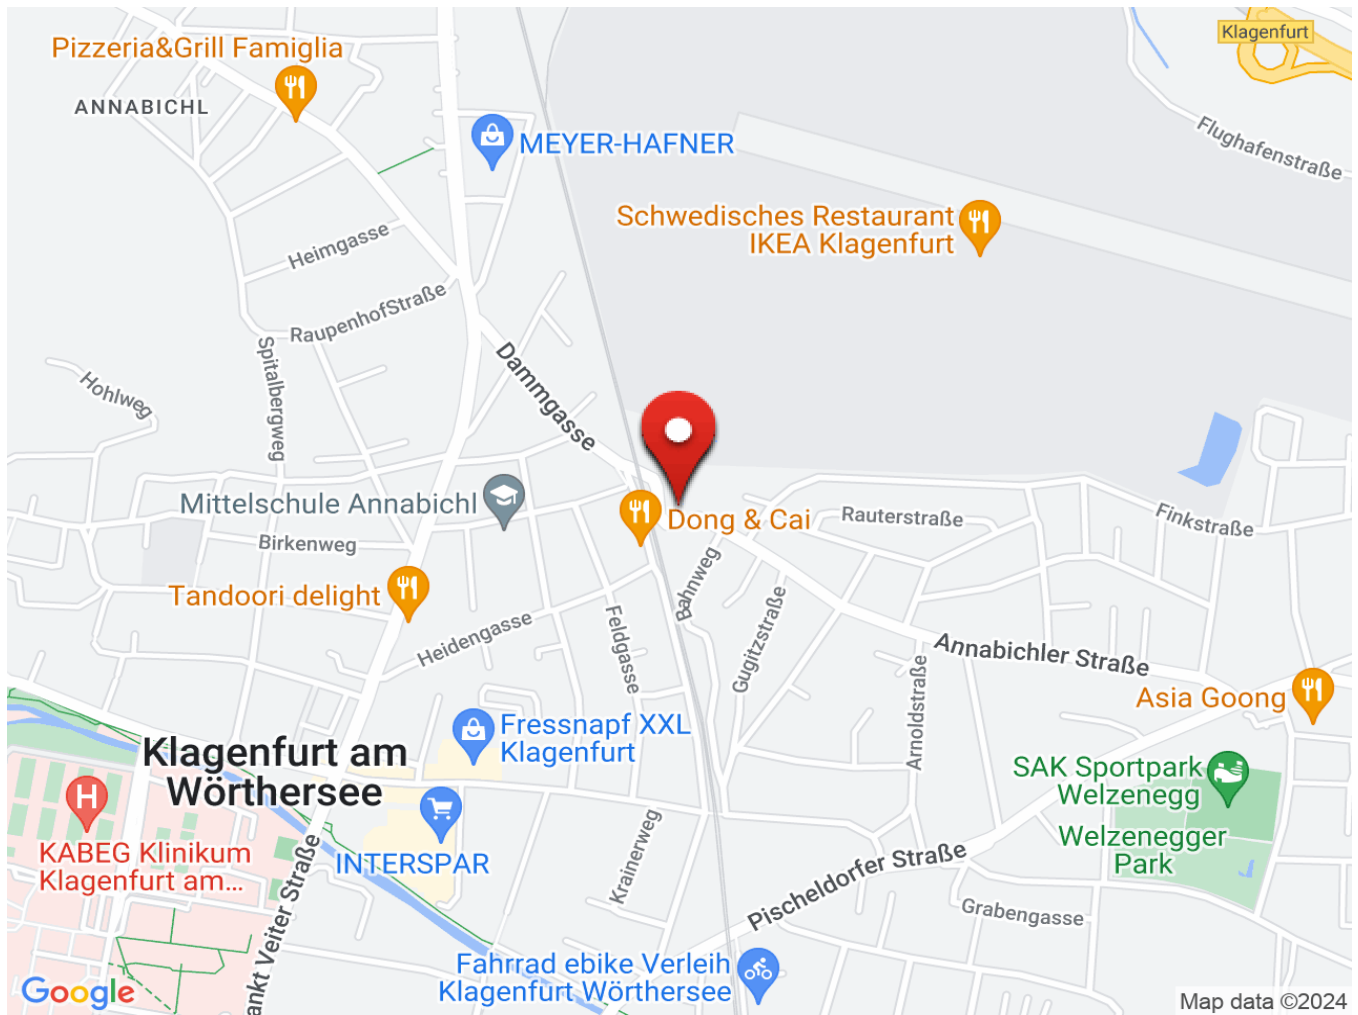 Pizzeria&Grill Famiglia
Klagenfurt
ANNABICHL
MEYER-HAFNER
Flughafenstraße
Schwedisches Restaurant
IKEA Klagenfurt
Heimgasse
RaupenhofStraße
Spitalbergweg
Hohlweg
Dammgasse
Mittelschule Annabichl
Dong & Cai
Rauterstraße
Finkstraße
Birkenweg
Tandoori delight
Bahnweg
Heidengasse
Feldgasse
Gugitzstraße
Annabichler Straße
Arnoldstraße
Asia Goong
Fressnapf XXL
Klagenfurt
Klagenfurt am
Wörthersee
SAK Sportpark
Welzenegg
Welzenegger
Park
KABEG Klinikum
Klagenfurt am...
INTERSPAR
Krainerweg
Pischeldorfer Straße
Grabengasse
ankt Veiter Straße
Fahrrad ebike Verleih
Klagenfurt Wörthersee
Google
Map data ©2024